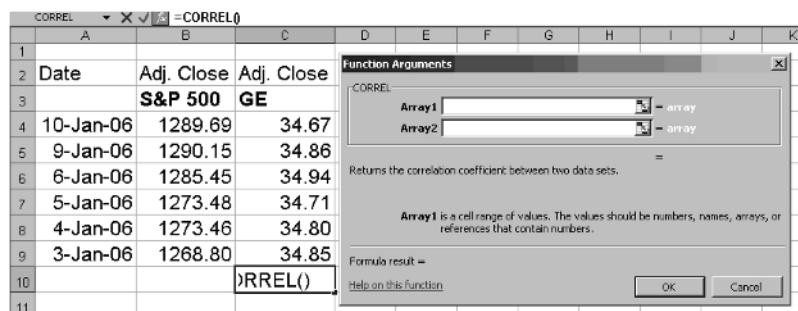 CORREL =CORREL()
A B C D E F G H I J K
1
2 Date Adj. Close Adj. Close
3 S&P 500 GE
4 10-Jan-06 1289.69 34.67
5 9-Jan-06 1290.15 34.86
6 6-Jan-06 1285.45 34.94
7 5-Jan-06 1273.48 34.71
8 4-Jan-06 1273.46 34.80
9 3-Jan-06 1268.80 34.85
10 ORREL()
11
Function Arguments
CORREL
Array1 = array
Array2 = array
=
Returns the correlation coefficient between two data sets.
Array1 is a cell range of values. The values should be numbers, names, arrays, or
references that contain numbers.
Formula result =
Help on this function OK Cancel